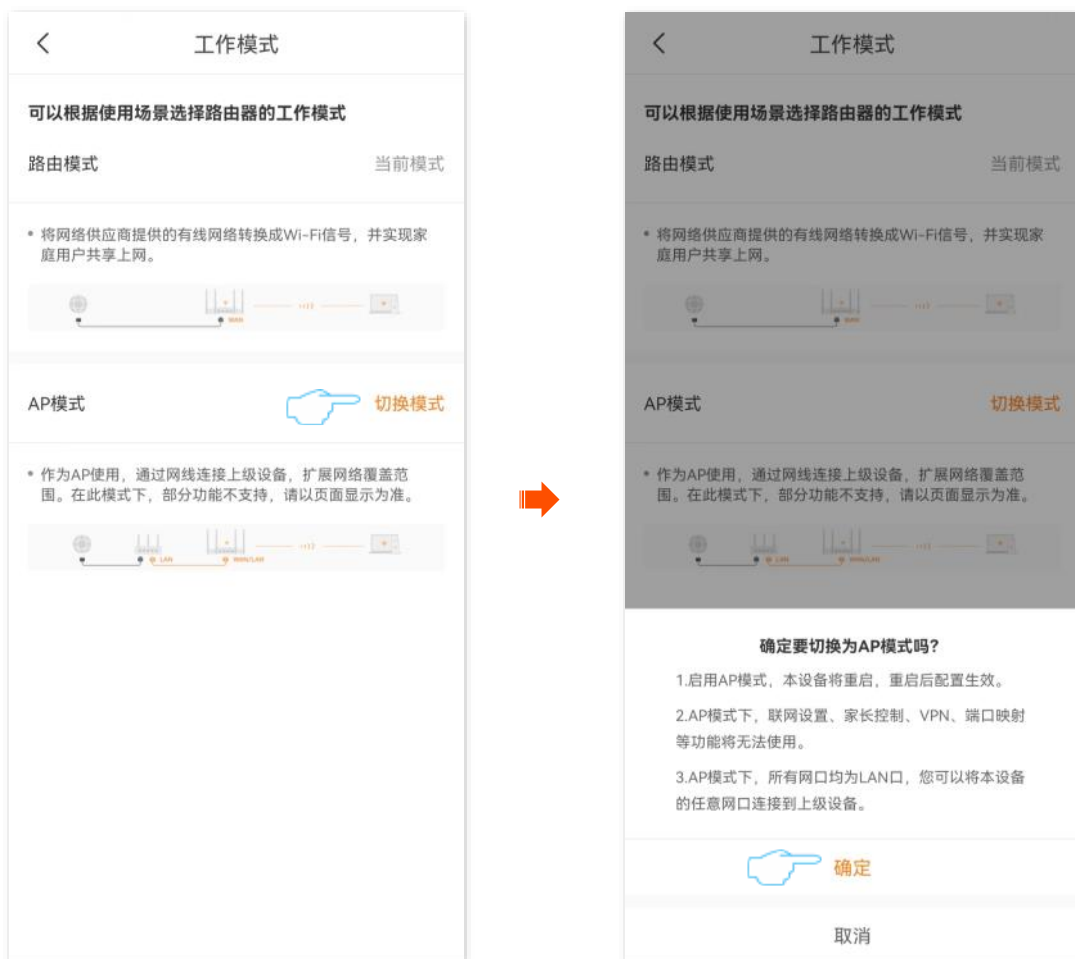 工作模式
可以根据使用场景选择路由器的工作模式
路由模式 当前模式
• 将网络供应商提供的有线网络转换成Wi-Fi信号，并实现家
庭用户共享上网。
WAN
AP模式 切换模式
• 作为AP使用，通过网线连接上级设备，扩展网络覆盖范
围。在此模式下，部分功能不支持，请以页面显示为准。
LAN WAN/LAN
工作模式
可以根据使用场景选择路由器的工作模式
路由模式 当前模式
• 将网络供应商提供的有线网络转换成Wi-Fi信号，并实现家
庭用户共享上网。
WAN
AP模式 切换模式
• 作为AP使用，通过网线连接上级设备，扩展网络覆盖范
围。在此模式下，部分功能不支持，请以页面显示为准。
LAN WAN/LAN
确定要切换为AP模式吗?
1.启用AP模式，本设备将重启，重启后配置生效。
2.AP模式下，联网设置、家长控制、VPN、端口映射
等功能将无法使用。
3.AP模式下，所有网口均为LAN口，您可以将本设备
的任意网口连接到上级设备。
确定
取消